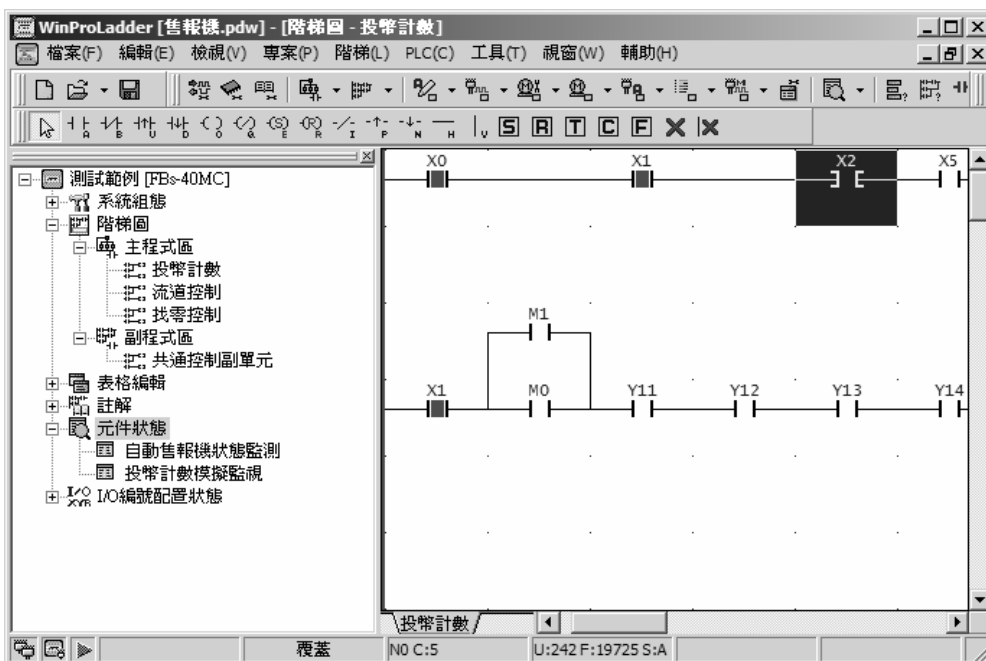 WinProLadder [售報機.pdw] - [階梯圖 - 投幣計數]
檔案(F) 編輯(E) 檢視(V) 專案(P) 階梯(L) PLC(C) 工具(T) 視窗(W) 輔助(H)
A B U D O Q E R I P N H V S R T C F
測試範例 [FBs-40MC]
系統組態
階梯圖
主程式區
投幣計數
流道控制
找零控制
副程式區
共通控制副單元
表格編輯
註解
元件狀態
自動售報機狀態監測
投幣計數模擬監視
I/O編號配置狀態
X0 X1 X2 X5
M1
X1 M0 Y11 Y12 Y13 Y14
投幣計數
覆蓋 N0 C:5 U:242 F:19725 S:A